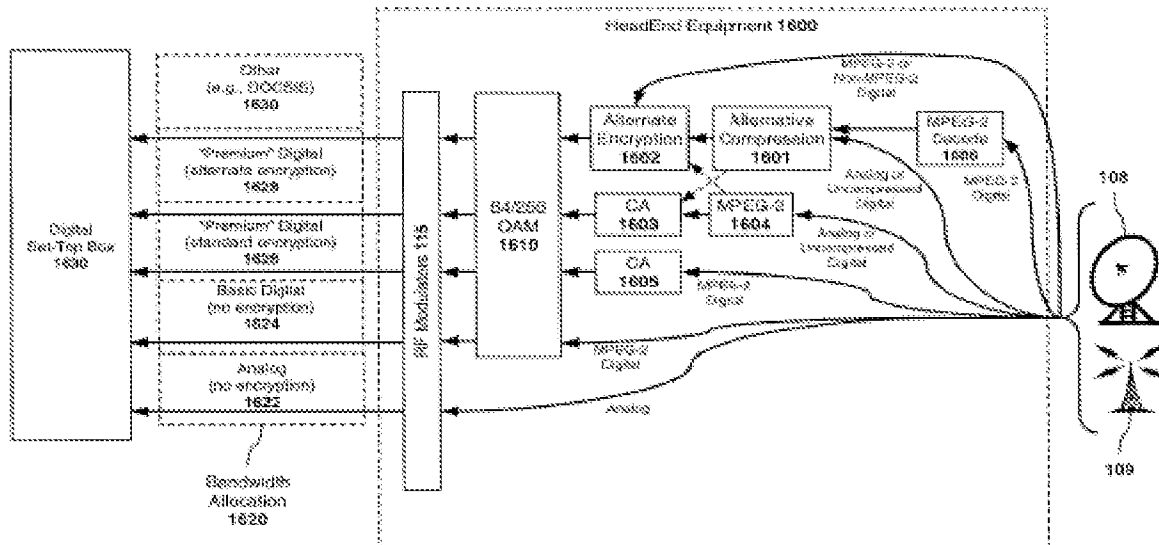 HeadEnd Equipment 1600
Other
(e.g., DOCSIS)
1630
"Premium" Digital
(alternate encryption)
1628
"Premium" Digital
(standard encryption)
1626
Basic Digital
(no encryption)
1624
Analog
(no encryption)
1622
Bandwidth
Allocation
1620
Digital
Set-Top Box
1630
RF Modulators 115
64/256
QAM
1610
Alternate
Encryption
1602
Alternative
Compression
1601
MPEG-2
Decode
1606
CA
1603
MPEG-2
1604
CA
1605
MPEG-2 or
Non-MPEG-2
Digital
MPEG-2
Digital
Analog or
Uncompressed
Digital
Analog or
Uncompressed
Digital
MPEG-2
Digital
MPEG-2
Digital
Analog
108
109